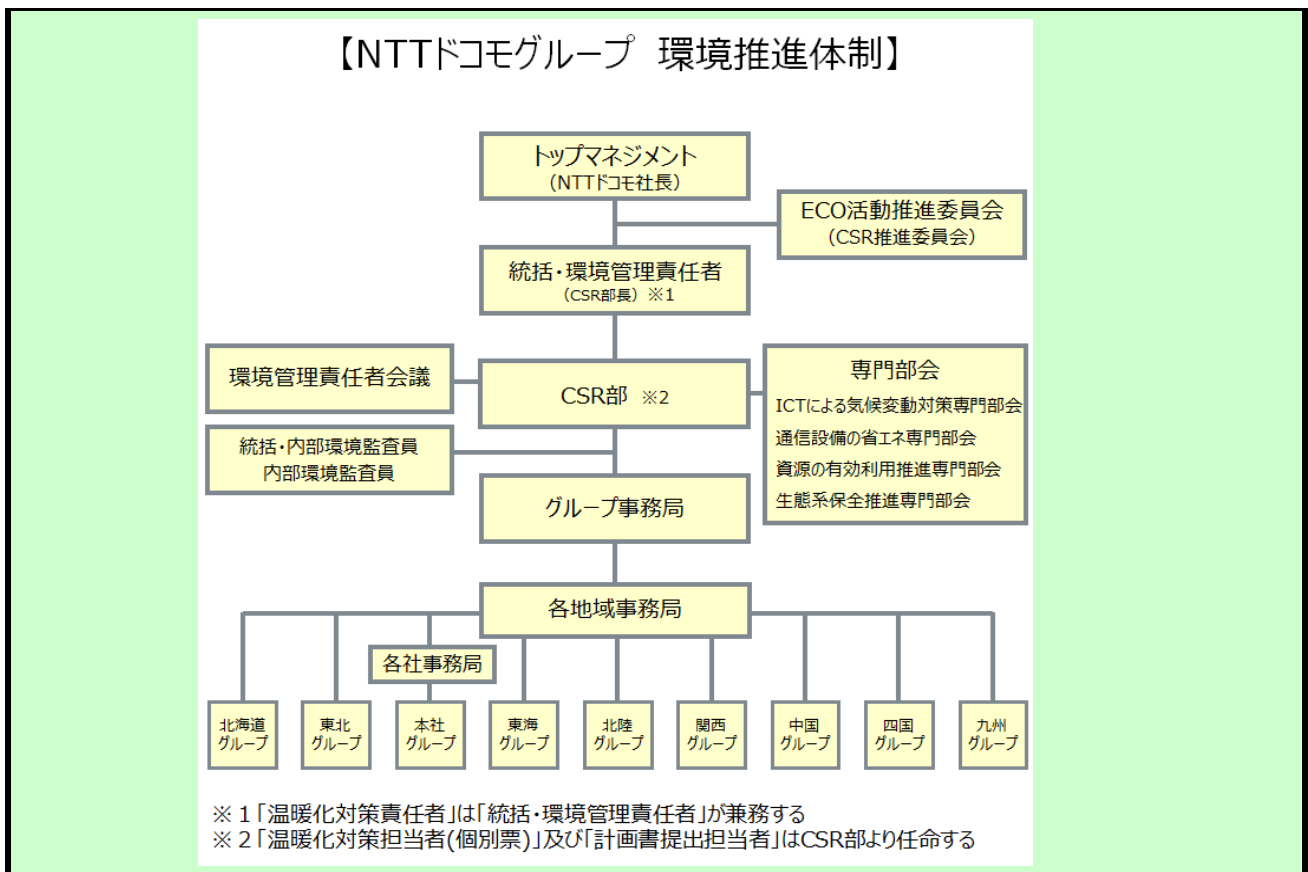 【NTTドコモグループ 環境推進体制】
トップマネジメント
(NTTドコモ社長)
ECO活動推進委員会
(CSR推進委員会)
統括・環境管理責任者
(CSR部長) ※1
環境管理責任者会議
CSR部 ※2
専門部会
ICTによる気候変動対策専門部会
通信設備の省エネ専門部会
資源の有効利用推進専門部会
生態系保全推進専門部会
統括・内部環境監査員
内部環境監査員
グループ事務局
各地域事務局
各社事務局
北海道
グループ
東北
グループ
本社
グループ
東海
グループ
北陸
グループ
関西
グループ
中国
グループ
四国
グループ
九州
グループ
※1「温暖化対策責任者」は「統括・環境管理責任者」が兼務する
※2「温暖化対策担当者(個別票)」及び「計画書提出担当者」はCSR部より任命する